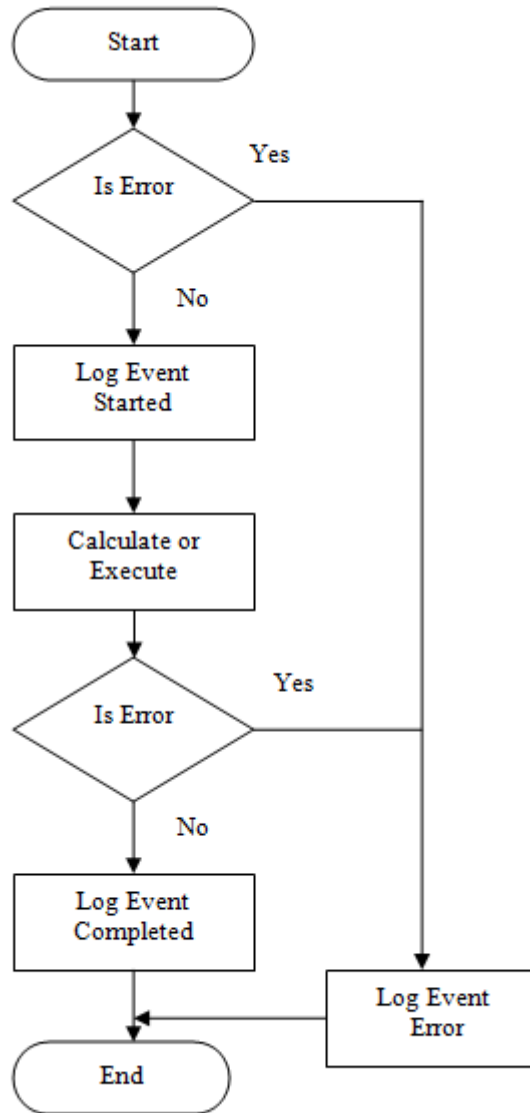 Start
Is Error
Yes
No
Log Event
Started
Calculate or
Execute
Is Error
Yes
No
Log Event
Completed
Log Event
Error
End